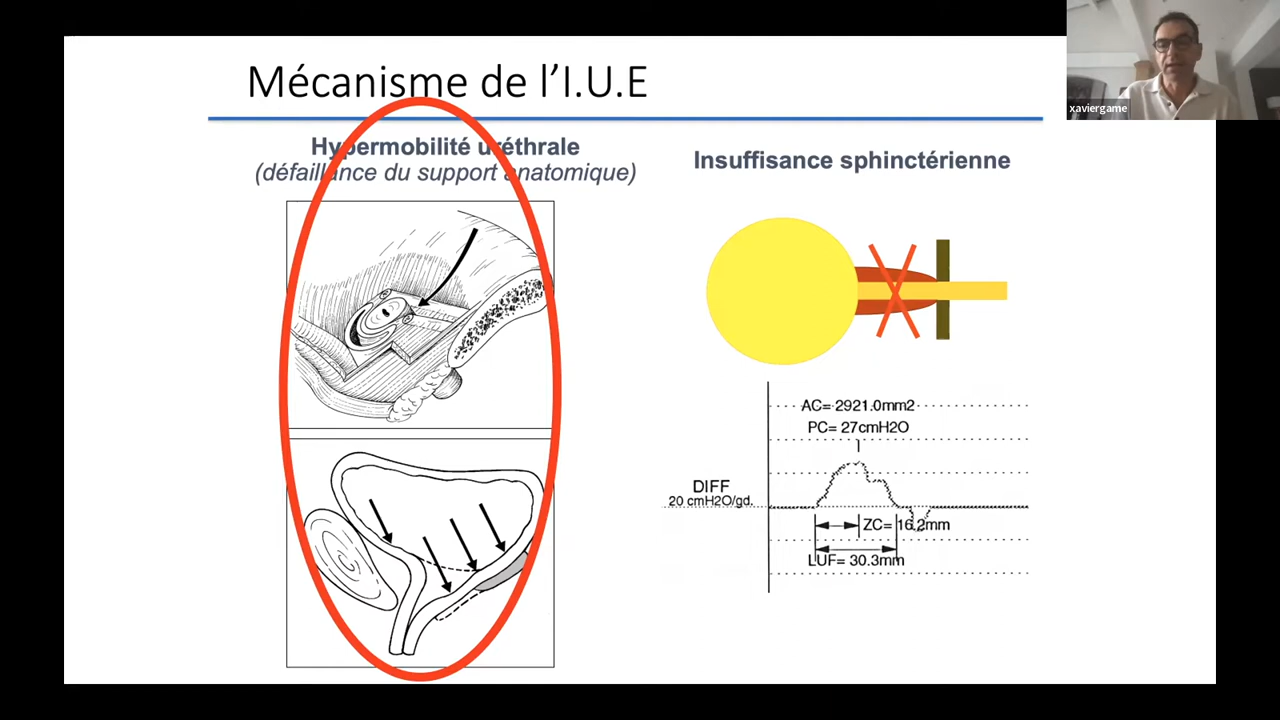 Mécanisme de l’I.U.E
xaviergame
Hypermobilité uréthrale
(défaillance du support anatomique)
Insuffisance sphinctérienne
AC= 2921.0mm2
PC= 27cmH2O
DIFF
20 cmH2O/gd.
ZC= 16.2mm
LUF= 30.3mm